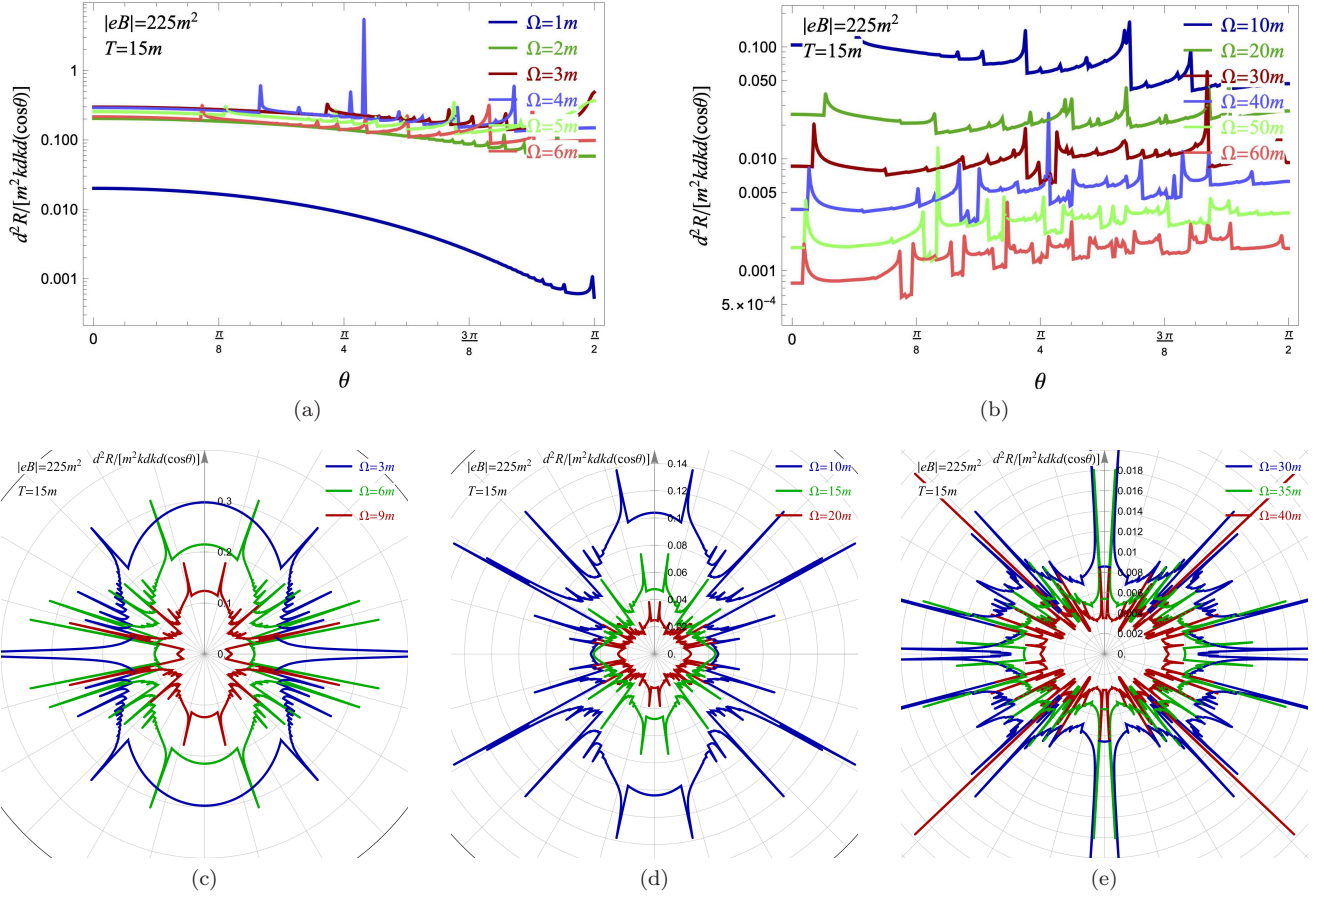 |eB|=225m²
T=15m
Ω=1m
Ω=2m
Ω=3m
Ω=4m
Ω=5m
Ω=6m
1
0.100
0.010
0.001
d²R/[m²kdkd(cosθ)]
0
π/8
π/4
3π/8
π/2
θ
(a)
|eB|=225m²
T=15m
Ω=10m
Ω=20m
Ω=30m
Ω=40m
Ω=50m
Ω=60m
0.100
0.050
0.010
0.005
0.001
5.×10⁻⁴
d²R/[m²kdkd(cosθ)]
0
π/8
π/4
3π/8
π/2
θ
(b)
|eB|=225m²
T=15m
d²R/[m²kdkd(cosθ)]
Ω=3m
Ω=6m
Ω=9m
0.3
0.2
0.1
0.
(c)
|eB|=225m²
T=15m
d²R/[m²kdkd(cosθ)]
Ω=10m
Ω=15m
Ω=20m
0.14
0.1
0.08
0.06
0.04
0.02
0.
(d)
|eB|=225m²
T=15m
d²R/[m²kdkd(cosθ)]
Ω=30m
Ω=35m
Ω=40m
0.018
0.016
0.014
0.012
0.01
0.008
0.006
0.004
0.002
0.
(e)